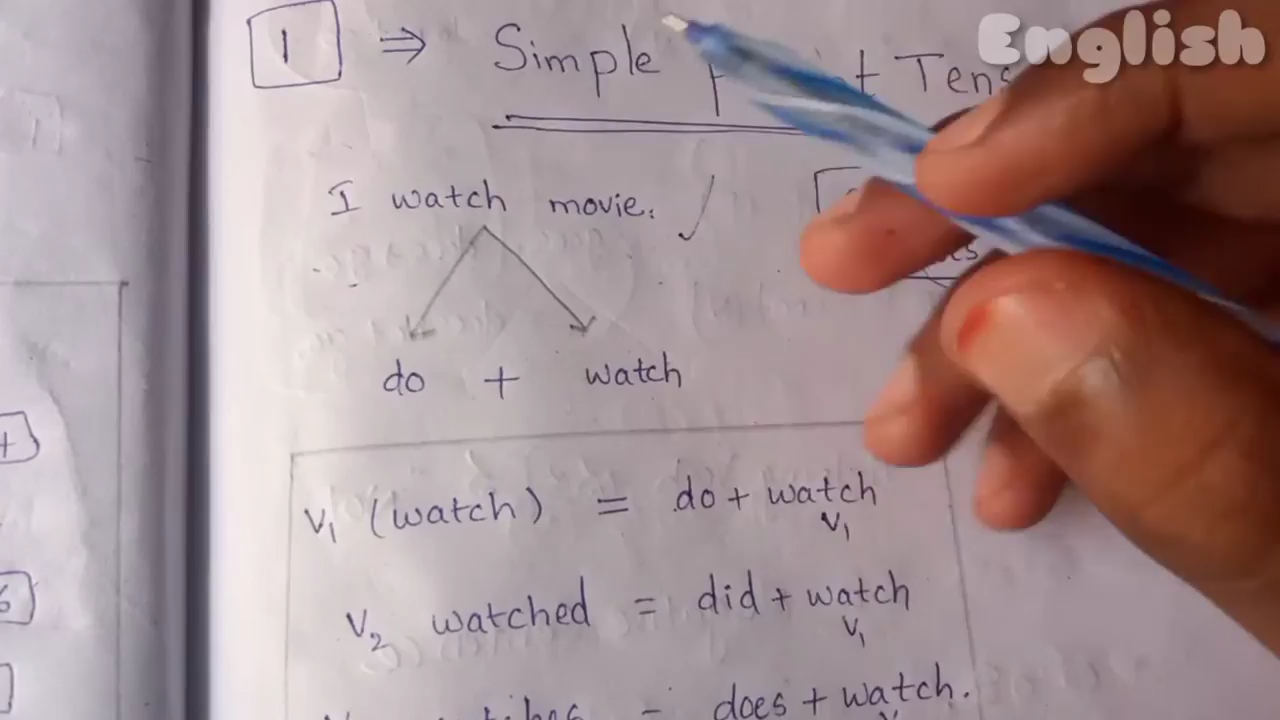 English
1 ⇒ Simple Tens
I watch movie. ✓
do + watch
V₁ (watch) = do + watch
V₁
V₂ watched = did + watch
V₁
= does + watch.